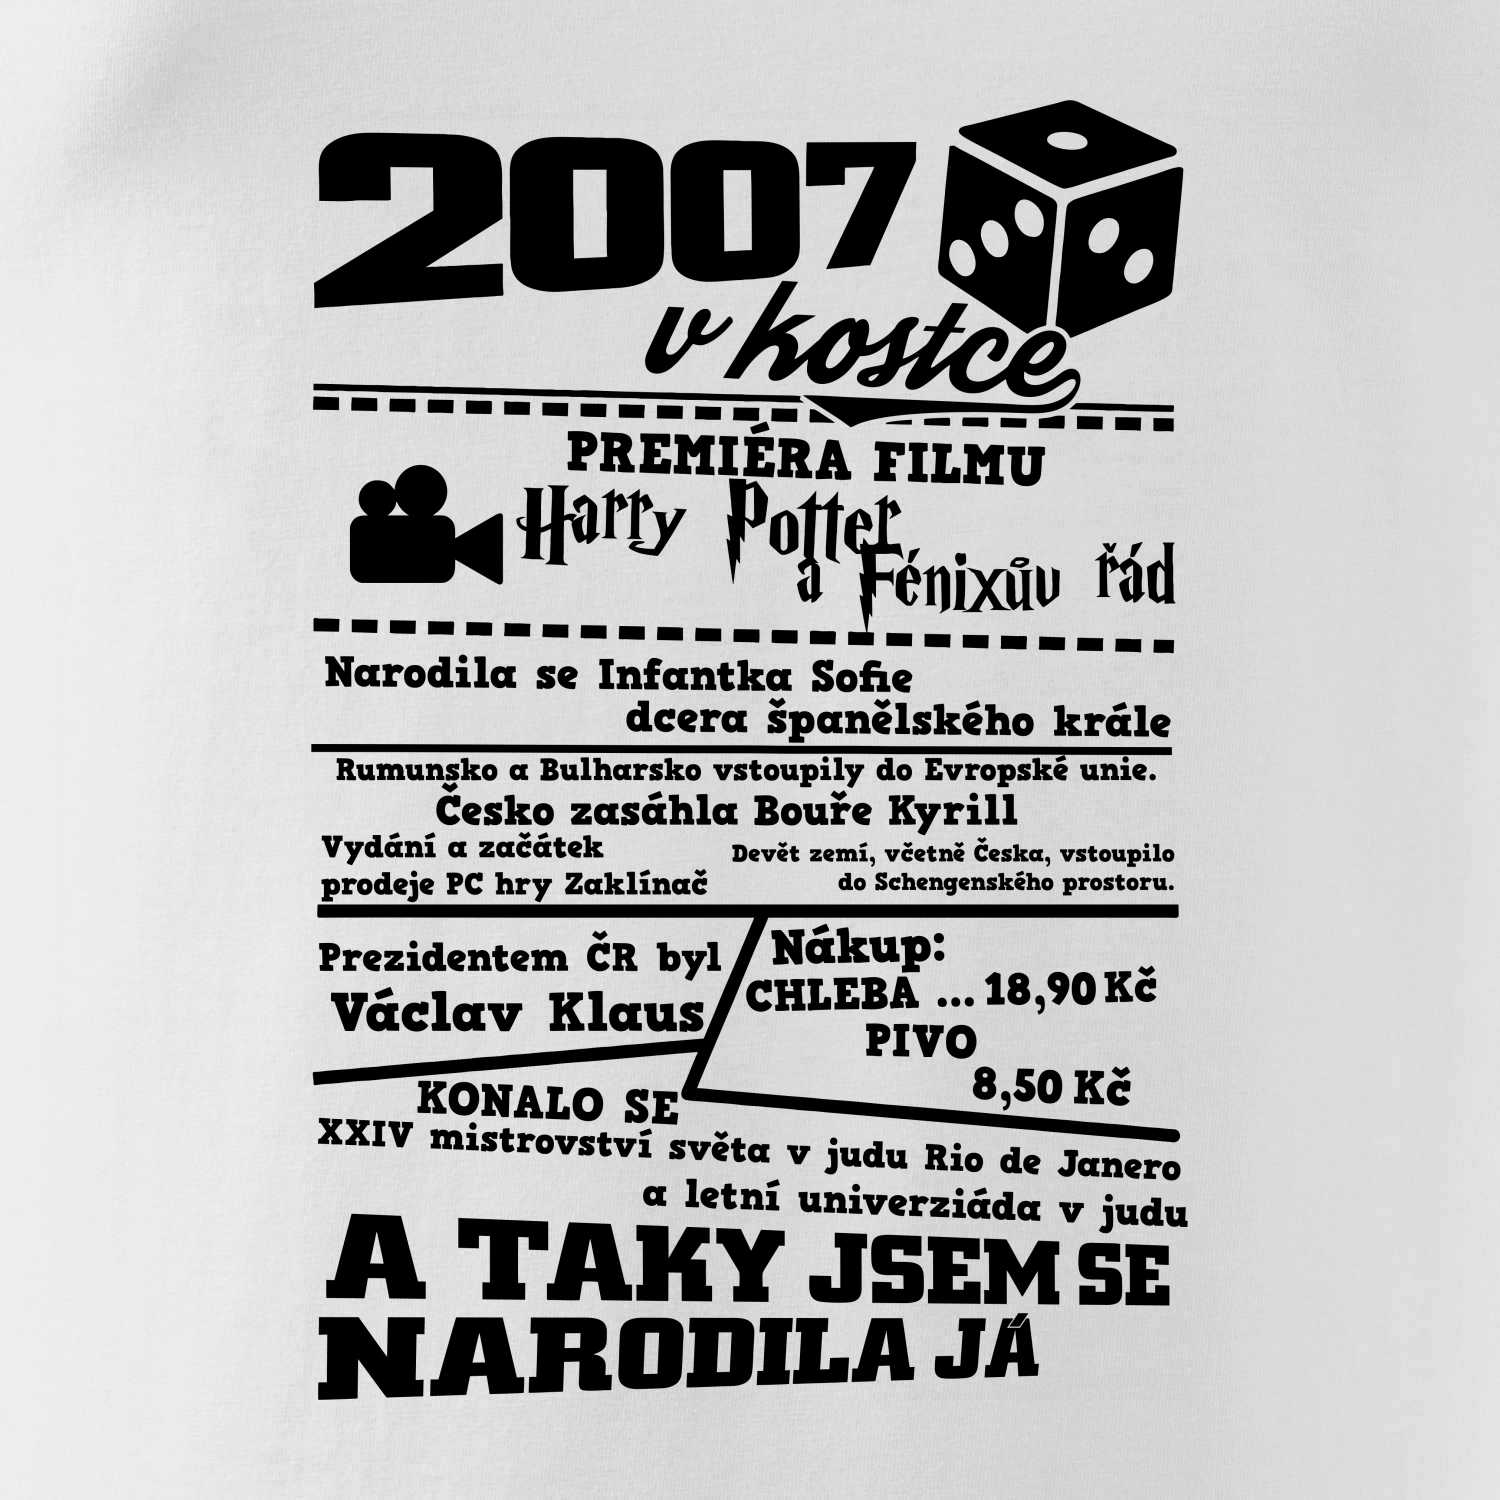 2007
v kostce
PREMIÉRA FILMU
Harry Potter
a Fénixův řád
Narodila se Infantka Sofie
dcera španělského krále
Rumunsko a Bulharsko vstoupily do Evropské unie.
Česko zasáhla Bouře Kyrill
Vydání a začátek
prodeje PC hry Zaklínač
Devět zemí, včetně Česka, vstoupilo
do Schengenského prostoru.
Prezidentem ČR byl
Václav Klaus
Nákup:
CHLEBA ... 18,90 Kč
PIVO
8,50 Kč
KONALO SE
XXIV mistrovství světa v judu Rio de Janero
a letní univerziáda v judu
A TAKY JSEM SE
NARODILA JÁ